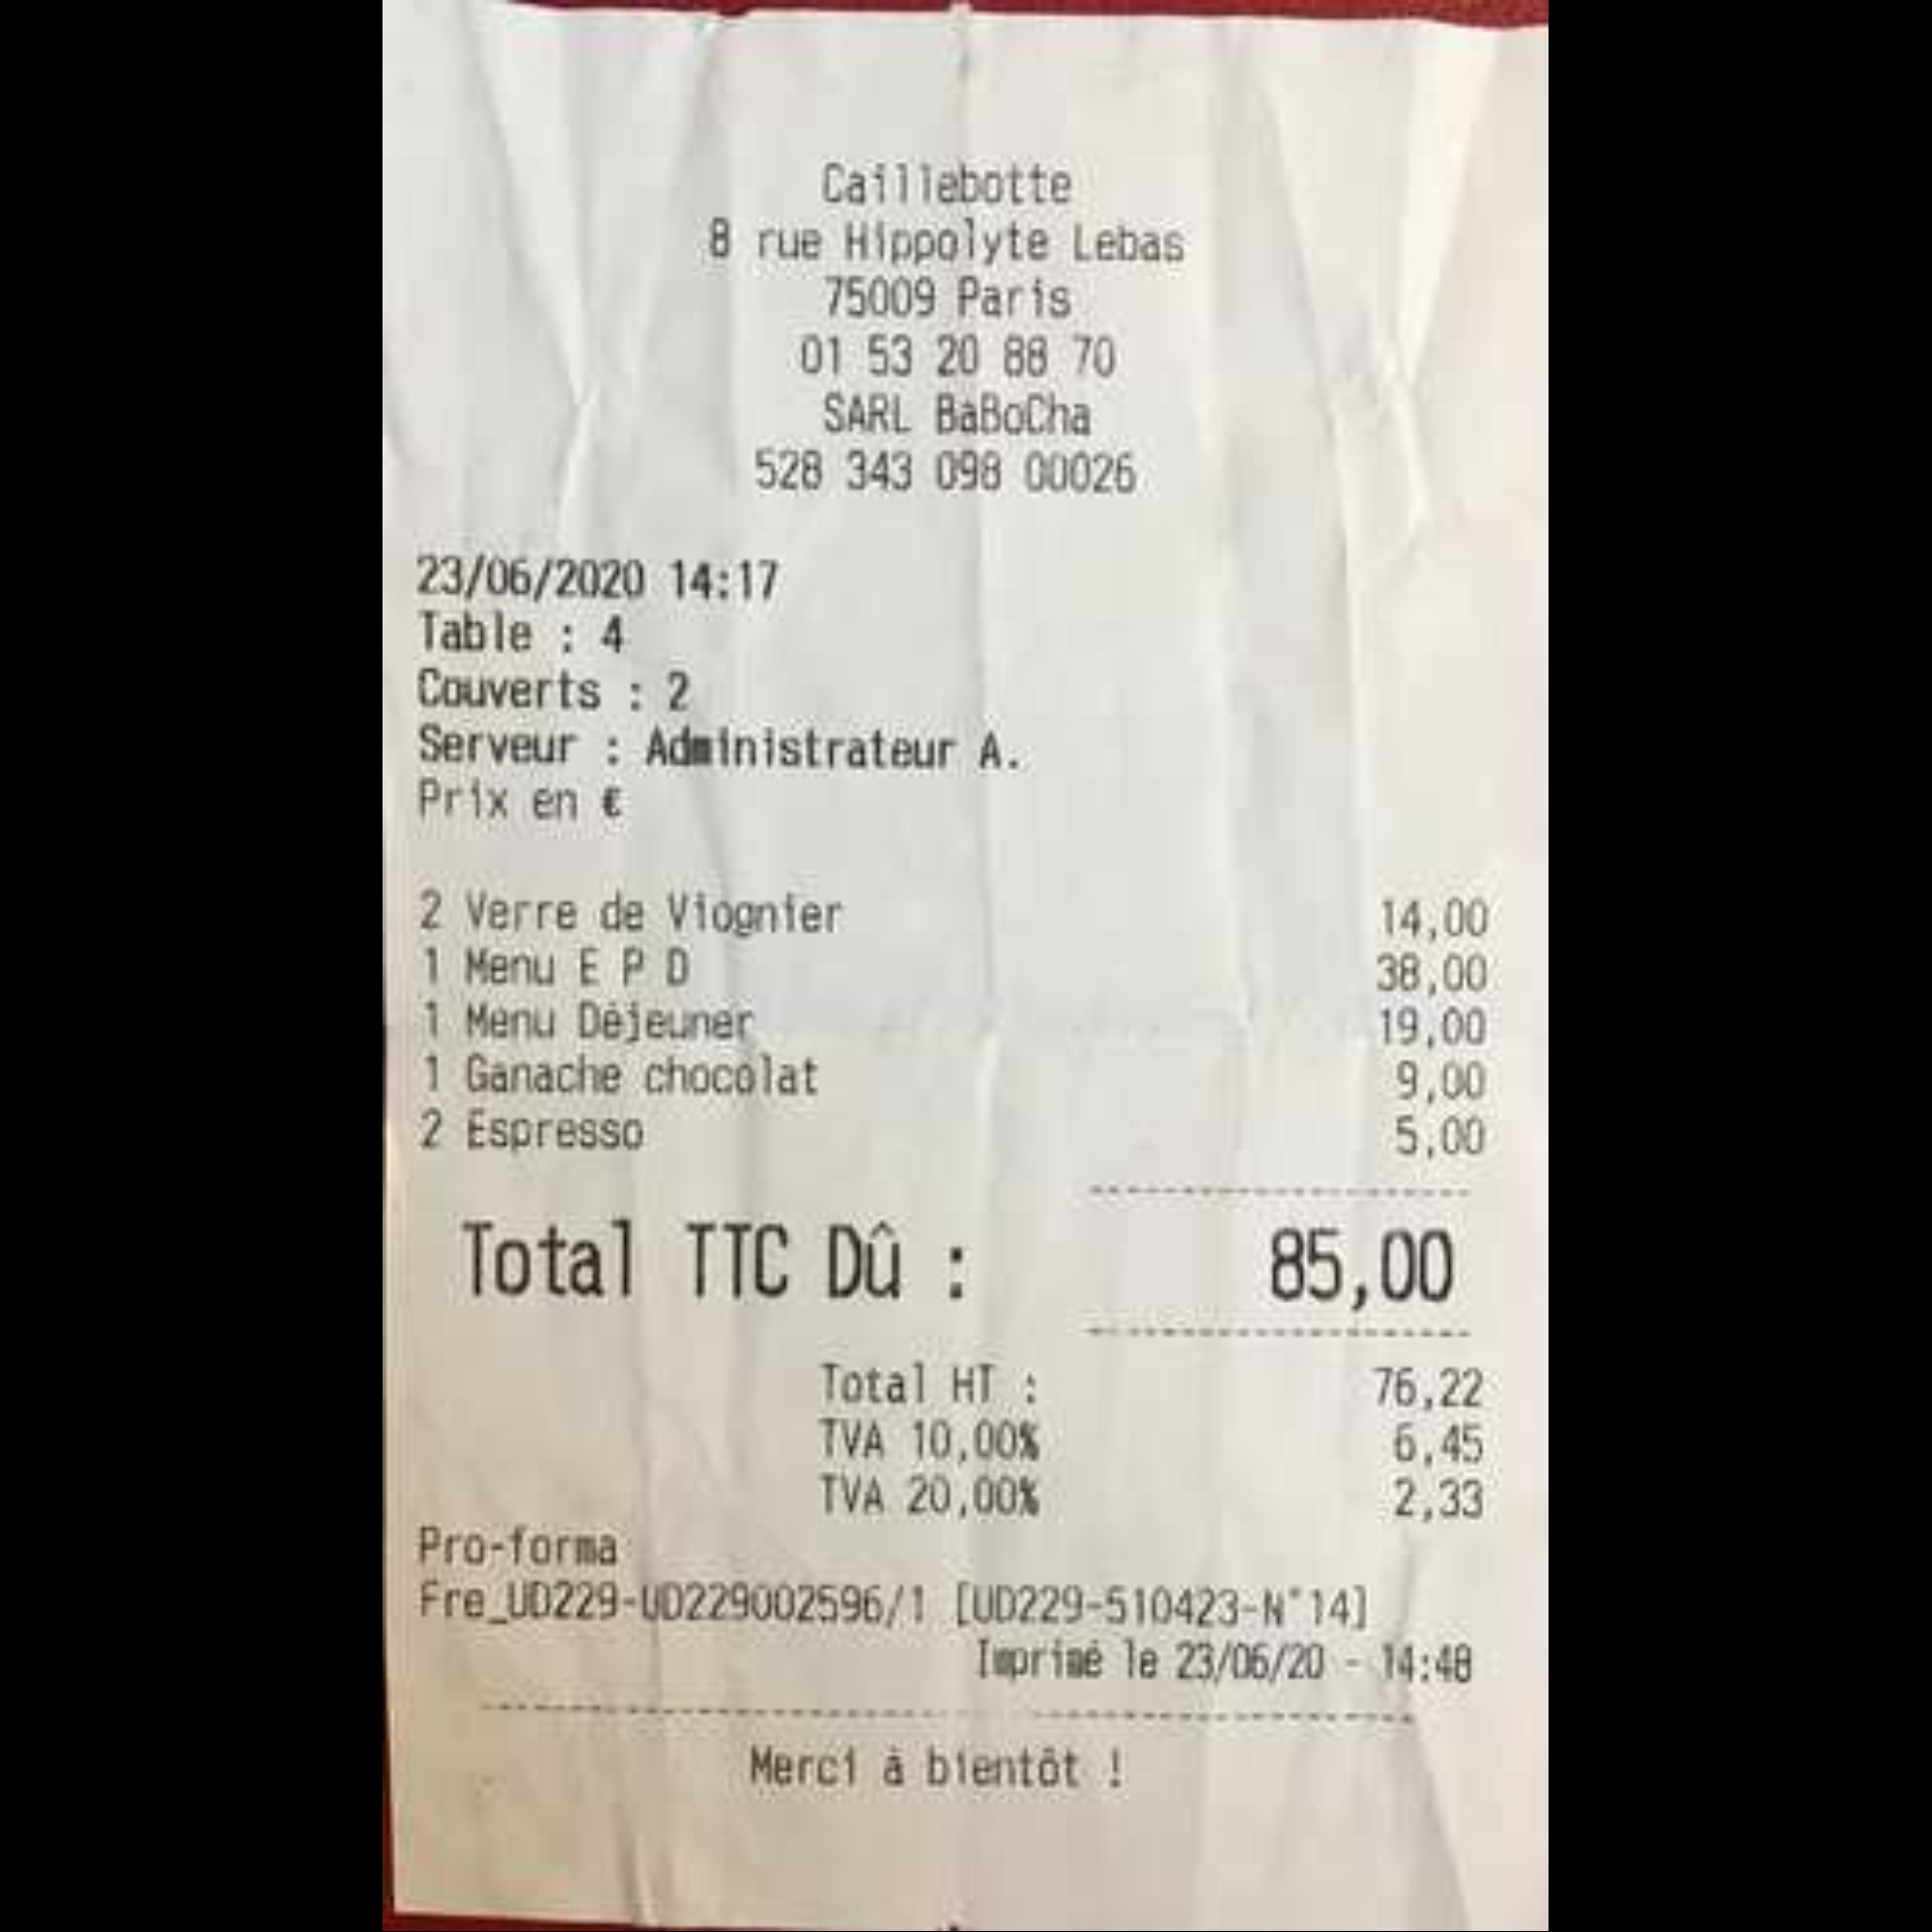 Caillebotte
8 rue Hippolyte Lebas
75009 Paris
01 53 20 88 70
SARL BaBoCha
528 343 098 00026
23/06/2020 14:17
Table : 4
Couverts : 2
Serveur : Administrateur A.
Prix en €
2 Verre de Viognier 14,00
1 Menu E P D 38,00
1 Menu Déjeuner 19,00
1 Ganache chocolat 9,00
2 Espresso 5,00
Total TTC Dû : 85,00
Total HT : 76,22
TVA 10,00% 6,45
TVA 20,00% 2,33
Pro-forma
Fre_UD229-UD229002596/1 [UD229-510423-N°14]
Imprimé le 23/06/20 - 14:48
Merci à bientôt !